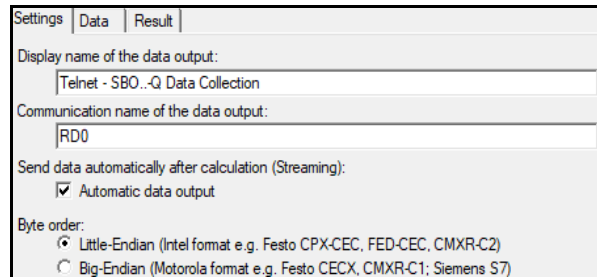 Settings Data Result
Display name of the data output:
Telnet - SBO..-Q Data Collection
Communication name of the data output:
RD0
Send data automatically after calculation (Streaming):
Automatic data output
Byte order:
Little-Endian (Intel format e.g. Festo CPX-CEC, FED-CEC, CMXR-C2)
Big-Endian (Motorola format e.g. Festo CECX, CMXR-C1; Siemens S7)